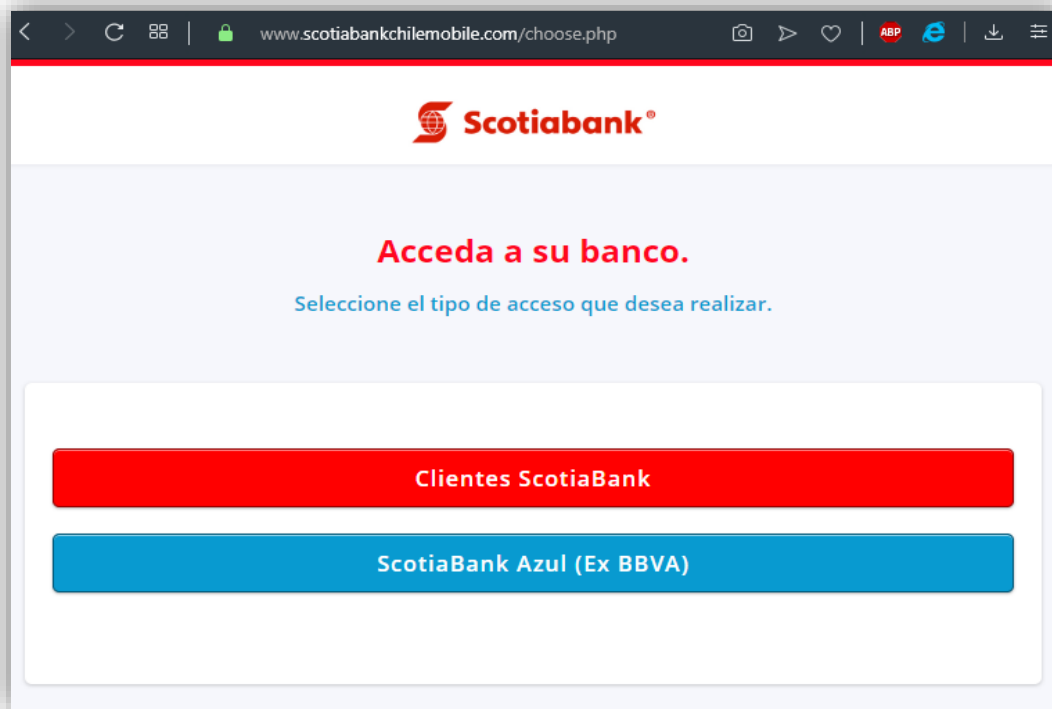 www.scotiabankchilemobile.com/choose.php
ABP
Scotiabank®
Acceda a su banco.
Seleccione el tipo de acceso que desea realizar.
Clientes ScotiaBank
ScotiaBank Azul (Ex BBVA)